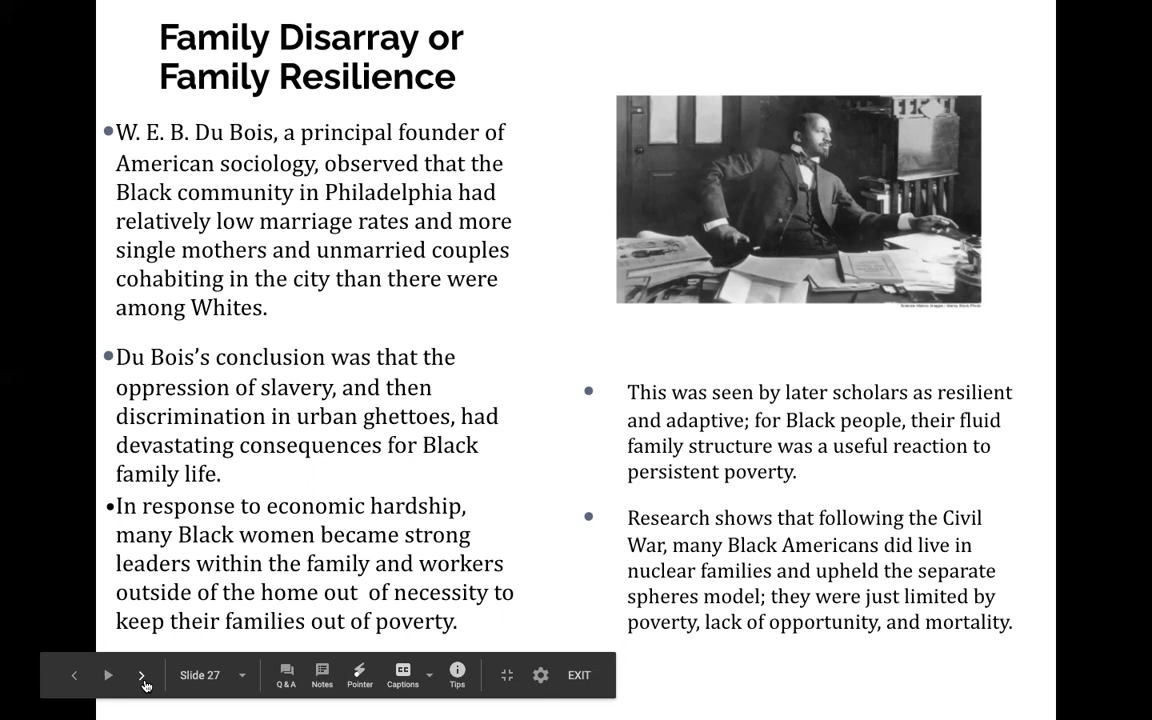 Family Disarray or
Family Resilience
•W. E. B. Du Bois, a principal founder of
American sociology, observed that the
Black community in Philadelphia had
relatively low marriage rates and more
single mothers and unmarried couples
cohabiting in the city than there were
among Whites.
•Du Bois’s conclusion was that the
oppression of slavery, and then
discrimination in urban ghettoes, had
devastating consequences for Black
family life.
•In response to economic hardship,
many Black women became strong
leaders within the family and workers
outside of the home out  of necessity to
keep their families out of poverty.
• This was seen by later scholars as resilient
and adaptive; for Black people, their fluid
family structure was a useful reaction to
persistent poverty.
• Research shows that following the Civil
War, many Black Americans did live in
nuclear families and upheld the separate
spheres model; they were just limited by
poverty, lack of opportunity, and mortality.
Slide 27
Q & A
Notes
Pointer
CC
Captions
Tips
EXIT